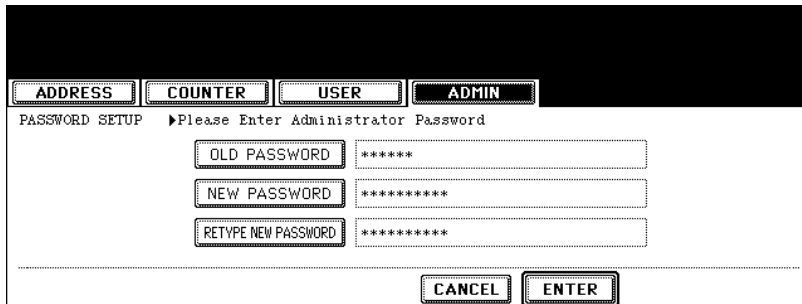 ADDRESS COUNTER USER ADMIN
PASSWORD SETUP ▶Please Enter Administrator Password
OLD PASSWORD ******
NEW PASSWORD **********
RETYPE NEW PASSWORD **********
CANCEL ENTER